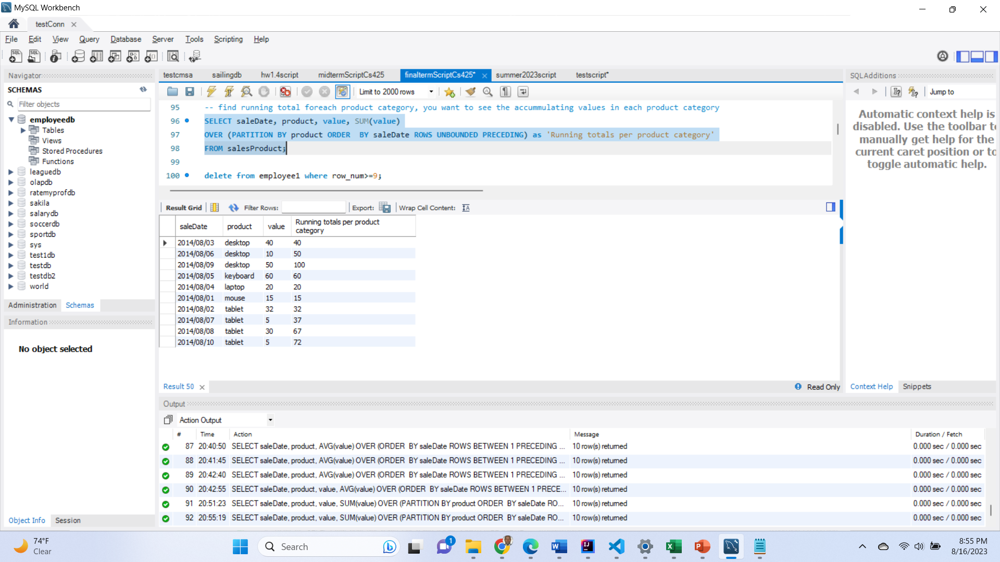 MySQL Workbench
testConn
File Edit View Query Database Server Tools Scripting Help
Navigator
SCHEMAS
Filter objects
employeedb
Tables
Views
Stored Procedures
Functions
leaguedb
olapdb
ratemyprofdb
sakila
salarydb
soccerdb
sportdb
sys
test1db
testdb
testdb2
world
Administration Schemas
Information
No object selected
Object Info Session
testcmsa sailingdb hw1.4script midtermScriptCs425 finaltermScriptCs425* summer2023script testscript*
Limit to 2000 rows
95 -- find running total foreach product category, you want to see the accummulating values in each product category
96 SELECT saleDate, product, value, SUM(value)
97 OVER (PARTITION BY product ORDER  BY saleDate ROWS UNBOUNDED PRECEDING) as 'Running totals per product category'
98 FROM salesProduct;
99
100 delete from employee1 where row_num>=9;
Result Grid Filter Rows: Export: Wrap Cell Content:
saleDate product value Running totals per product category
2014/08/03 desktop 40 40
2014/08/06 desktop 10 50
2014/08/09 desktop 50 100
2014/08/05 keyboard 60 60
2014/08/04 laptop 20 20
2014/08/01 mouse 15 15
2014/08/02 tablet 32 32
2014/08/07 tablet 5 37
2014/08/08 tablet 30 67
2014/08/10 tablet 5 72
Result 50
Read Only
SQLAdditions
Jump to
Automatic context help is
disabled. Use the toolbar to
manually get help for the
current caret position or to
toggle automatic help.
Context Help Snippets
Output
Action Output
# Time Action Message Duration / Fetch
87 20:40:50 SELECT saleDate, product, AVG(value) OVER (ORDER  BY saleDate ROWS BETWEEN 1 PRECEDING ... 10 row(s) returned 0.000 sec / 0.000 sec
88 20:41:45 SELECT saleDate, product, AVG(value) OVER (ORDER  BY saleDate ROWS BETWEEN 1 PRECEDING ... 10 row(s) returned 0.000 sec / 0.000 sec
89 20:42:40 SELECT saleDate, product, AVG(value) OVER (ORDER  BY saleDate ROWS BETWEEN 1 PRECEDING ... 10 row(s) returned 0.000 sec / 0.000 sec
90 20:42:55 SELECT saleDate, product, value, AVG(value) OVER (ORDER  BY saleDate ROWS BETWEEN 1 PRECE... 10 row(s) returned 0.000 sec / 0.000 sec
91 20:51:23 SELECT saleDate, product, value, SUM(value) OVER (PARTITION BY product ORDER  BY saleDate RO... 10 row(s) returned 0.000 sec / 0.000 sec
92 20:55:19 SELECT saleDate, product, value, SUM(value) OVER (PARTITION BY product ORDER  BY saleDate RO... 10 row(s) returned 0.000 sec / 0.000 sec
74°F
Clear
Search
1
8:55 PM
8/16/2023